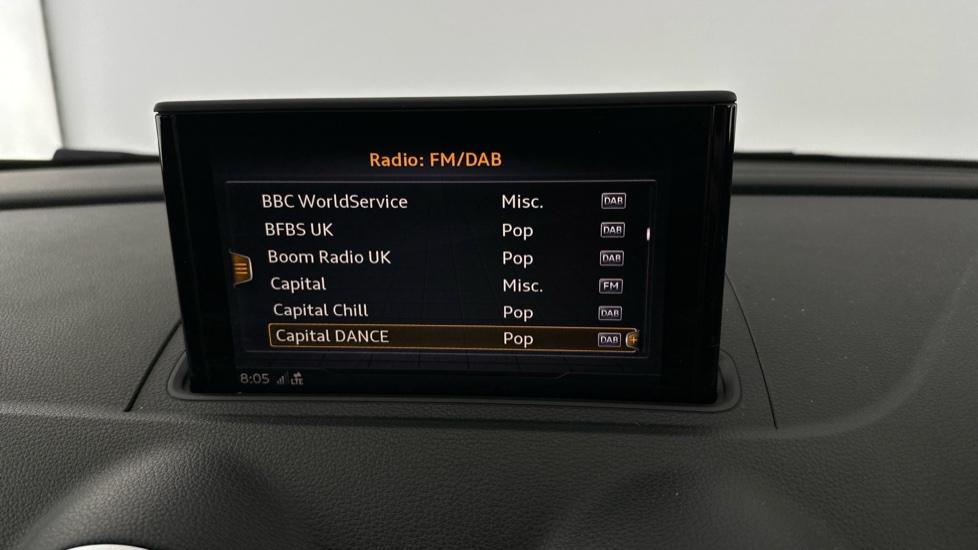 Radio: FM/DAB
BBC WorldService Misc. DAB
BFBS UK Pop DAB
Boom Radio UK Pop DAB
Capital Misc. FM
Capital Chill Pop DAB
Capital DANCE Pop DAB
8:05 LTE